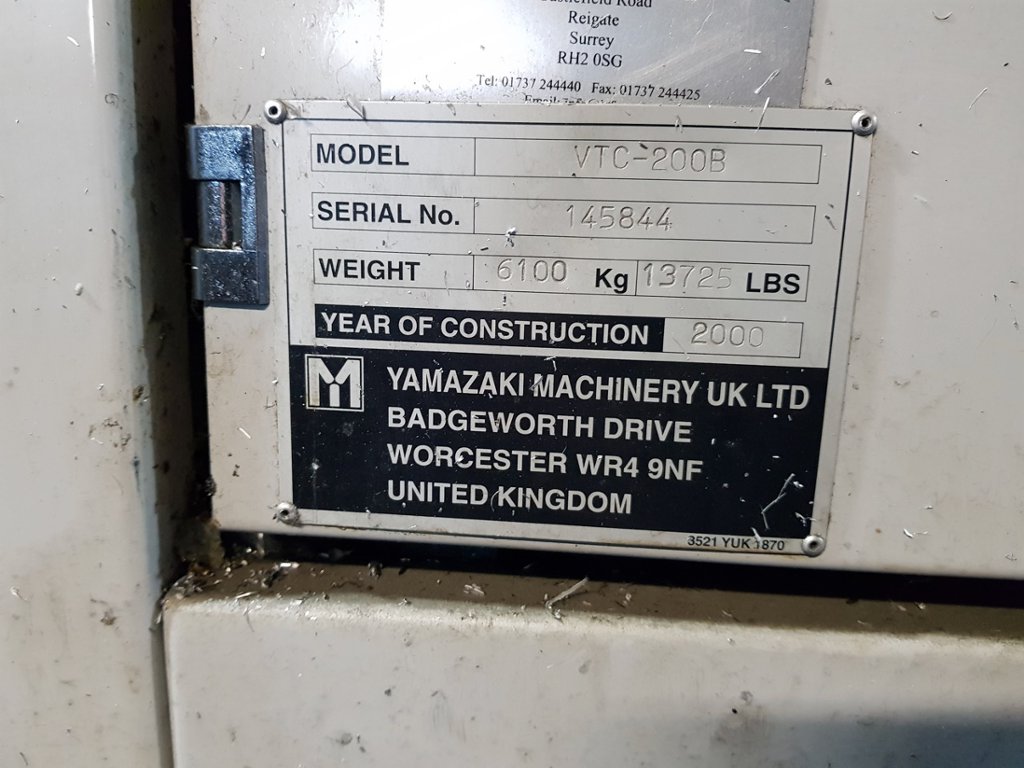 Reigate
Surrey
RH2 0SG
Tel: 01737 244440 Fax: 01737 244425
MODEL VTC-200B
SERIAL No. 145844
WEIGHT 6100 Kg 13725 LBS
YEAR OF CONSTRUCTION 2000
YAMAZAKI MACHINERY UK LTD
BADGEWORTH DRIVE
WORCESTER WR4 9NF
UNITED KINGDOM
3521 YUK 1870